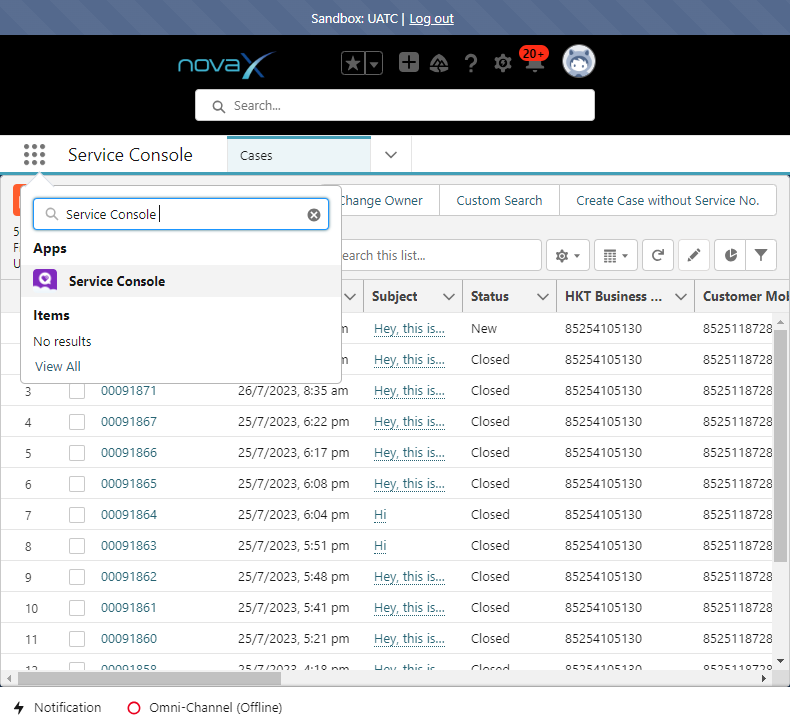 Sandbox: UATC | Log out
novaX
20+
Search...
Service Console
Cases
Service Console
Change Owner
Custom Search
Create Case without Service No.
Apps
Service Console
Items
No results
View All
earch this list...
Subject
Status
HKT Business ...
Customer Mob
Hey, this is... New 85254105130 8525118728
Hey, this is... Closed 85254105130 8525118728
3 00091871 26/7/2023, 8:35 am Hey, this is... Closed 85254105130 8525118728
4 00091867 25/7/2023, 6:22 pm Hey, this is... Closed 85254105130 8525118728
5 00091866 25/7/2023, 6:17 pm Hey, this is... Closed 85254105130 8525118728
6 00091865 25/7/2023, 6:08 pm Hey, this is... Closed 85254105130 8525118728
7 00091864 25/7/2023, 6:04 pm Hi Closed 85254105130 8525118728
8 00091863 25/7/2023, 5:51 pm Hi Closed 85254105130 8525118728
9 00091862 25/7/2023, 5:48 pm Hey, this is... Closed 85254105130 8525118728
10 00091861 25/7/2023, 5:41 pm Hey, this is... Closed 85254105130 8525118728
11 00091860 25/7/2023, 5:21 pm Hey, this is... Closed 85254105130 8525118728
12 00091858 25/7/2023, 4:18 pm Hey, this is... Closed 85254105130 8525118728
Notification
Omni-Channel (Offline)